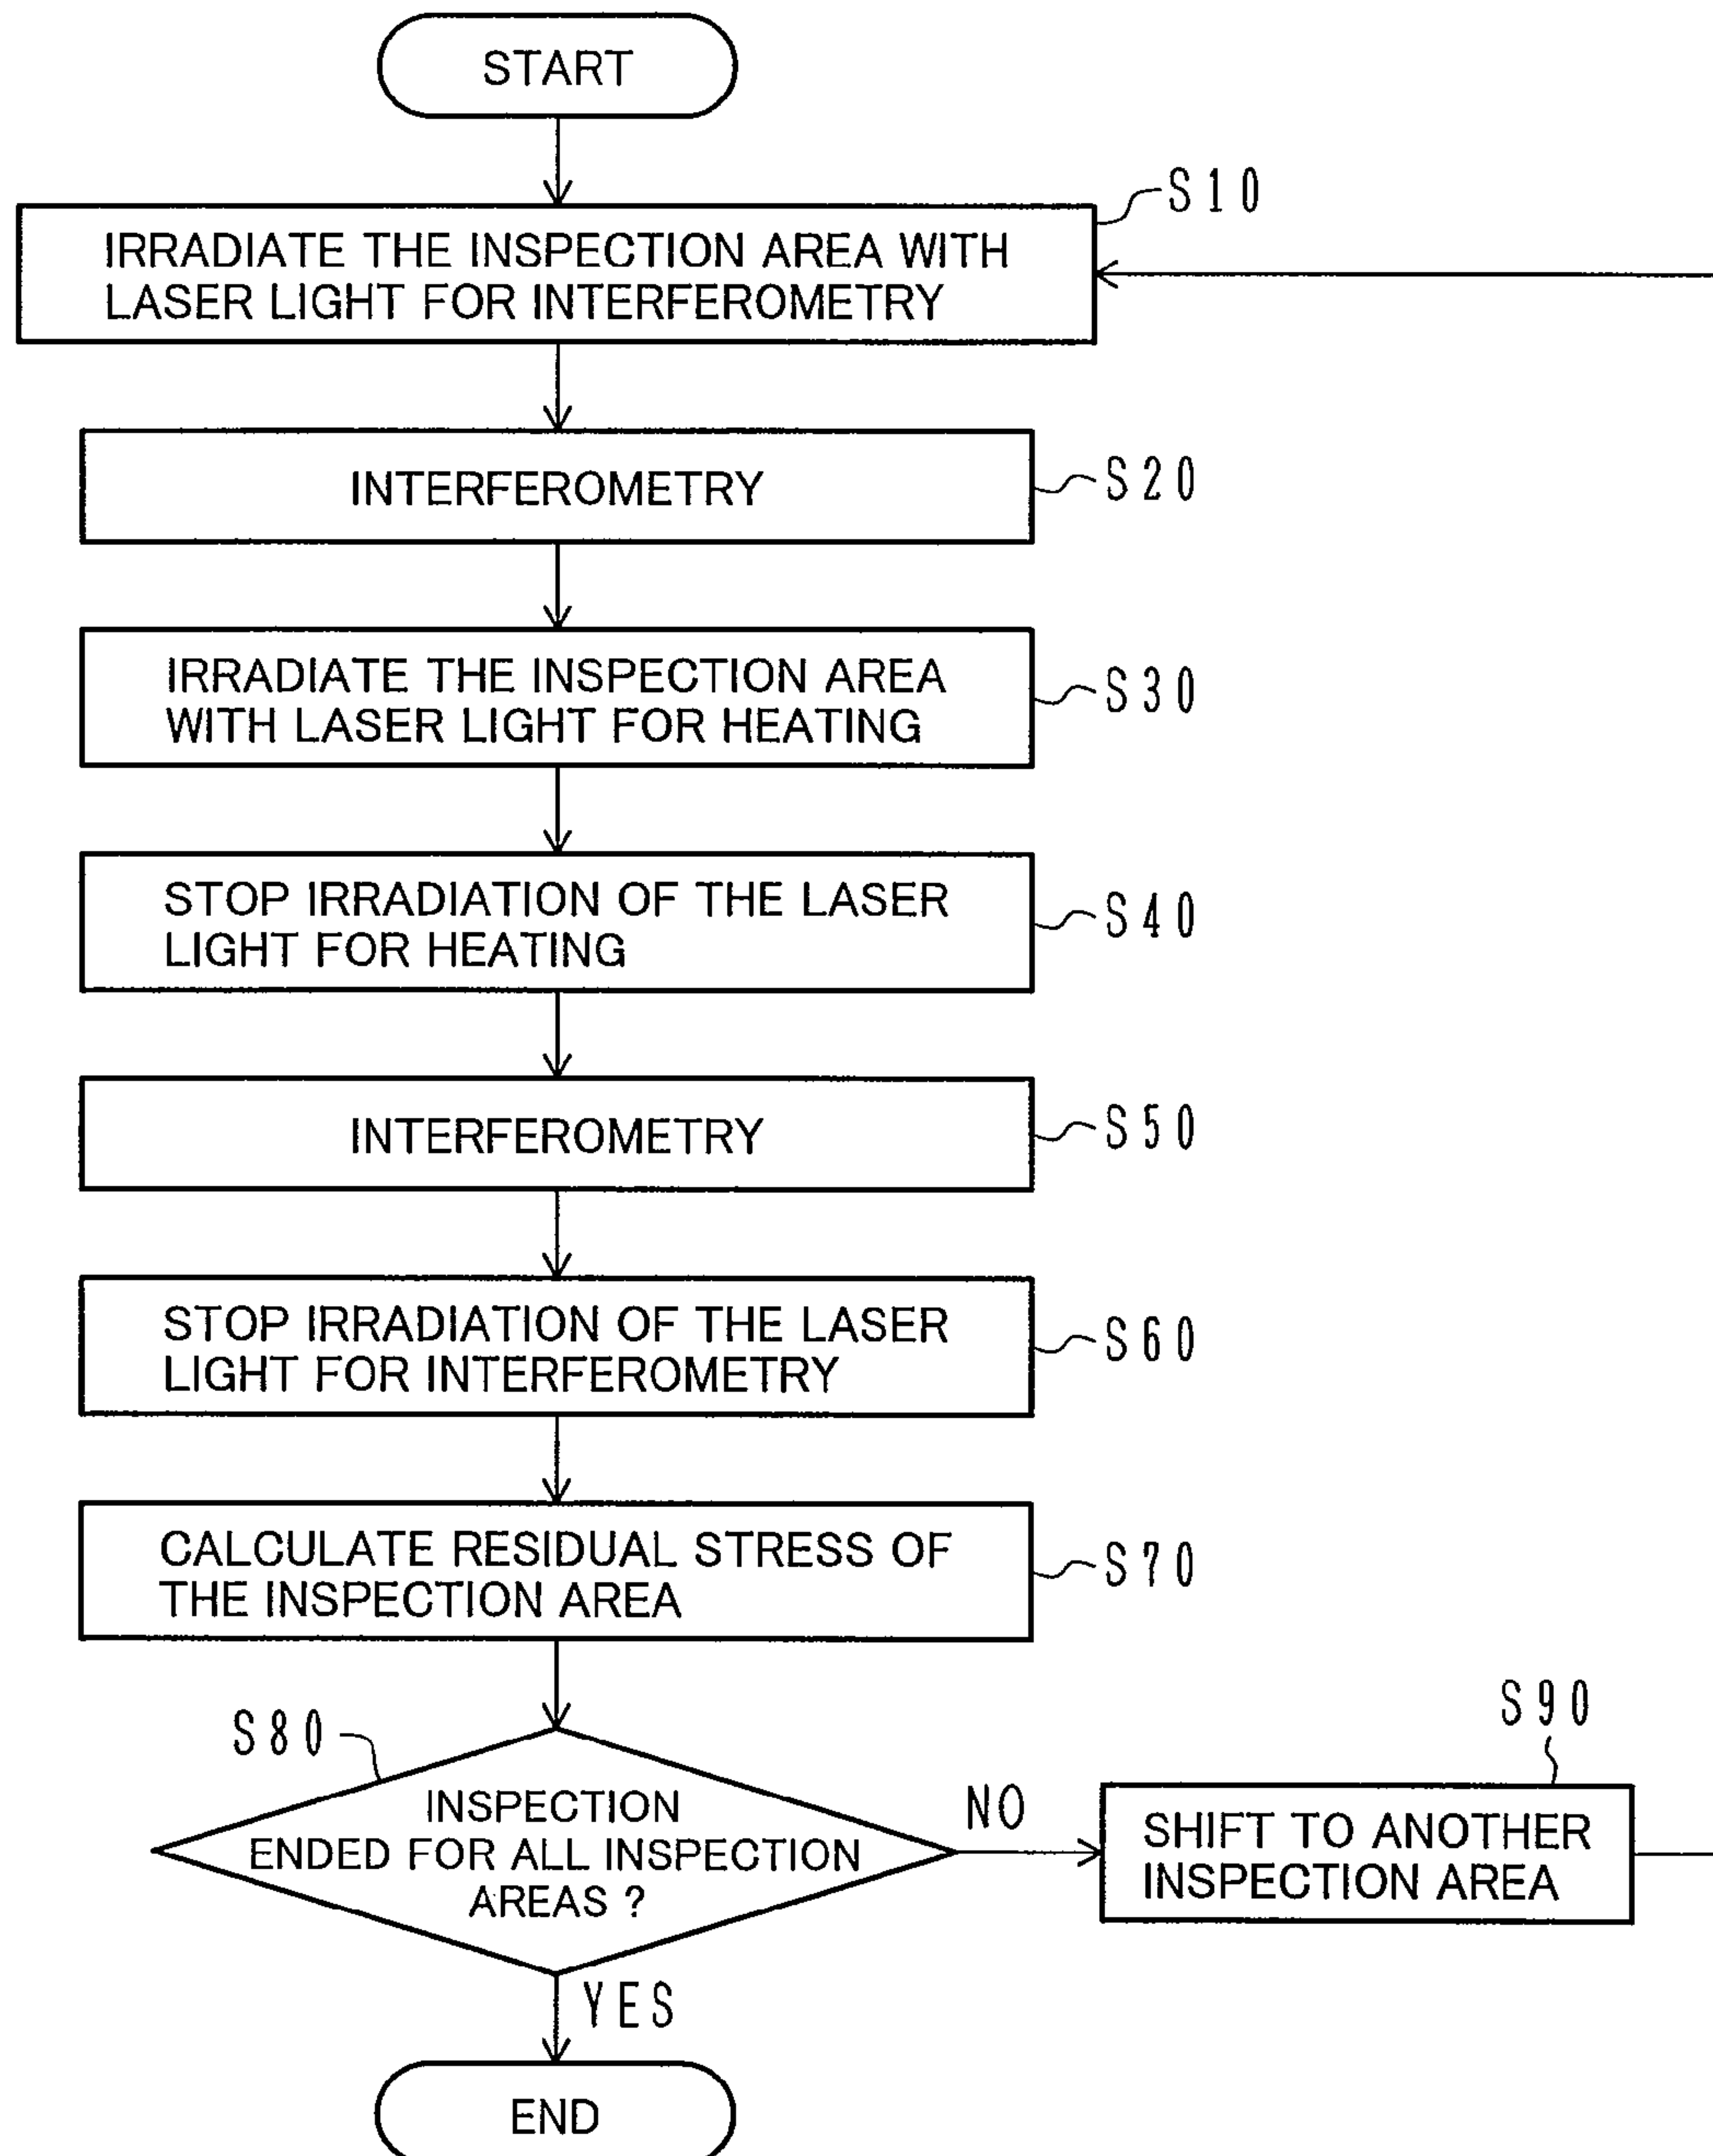 START
S10
IRRADIATE THE INSPECTION AREA WITH
LASER LIGHT FOR INTERFEROMETRY
INTERFEROMETRY
S20
IRRADIATE THE INSPECTION AREA
WITH LASER LIGHT FOR HEATING
S30
STOP IRRADIATION OF THE LASER
LIGHT FOR HEATING
S40
INTERFEROMETRY
S50
STOP IRRADIATION OF THE LASER
LIGHT FOR INTERFEROMETRY
S60
CALCULATE RESIDUAL STRESS OF
THE INSPECTION AREA
S70
S80
INSPECTION
ENDED FOR ALL INSPECTION
AREAS ?
NO
S90
SHIFT TO ANOTHER
INSPECTION AREA
YES
END